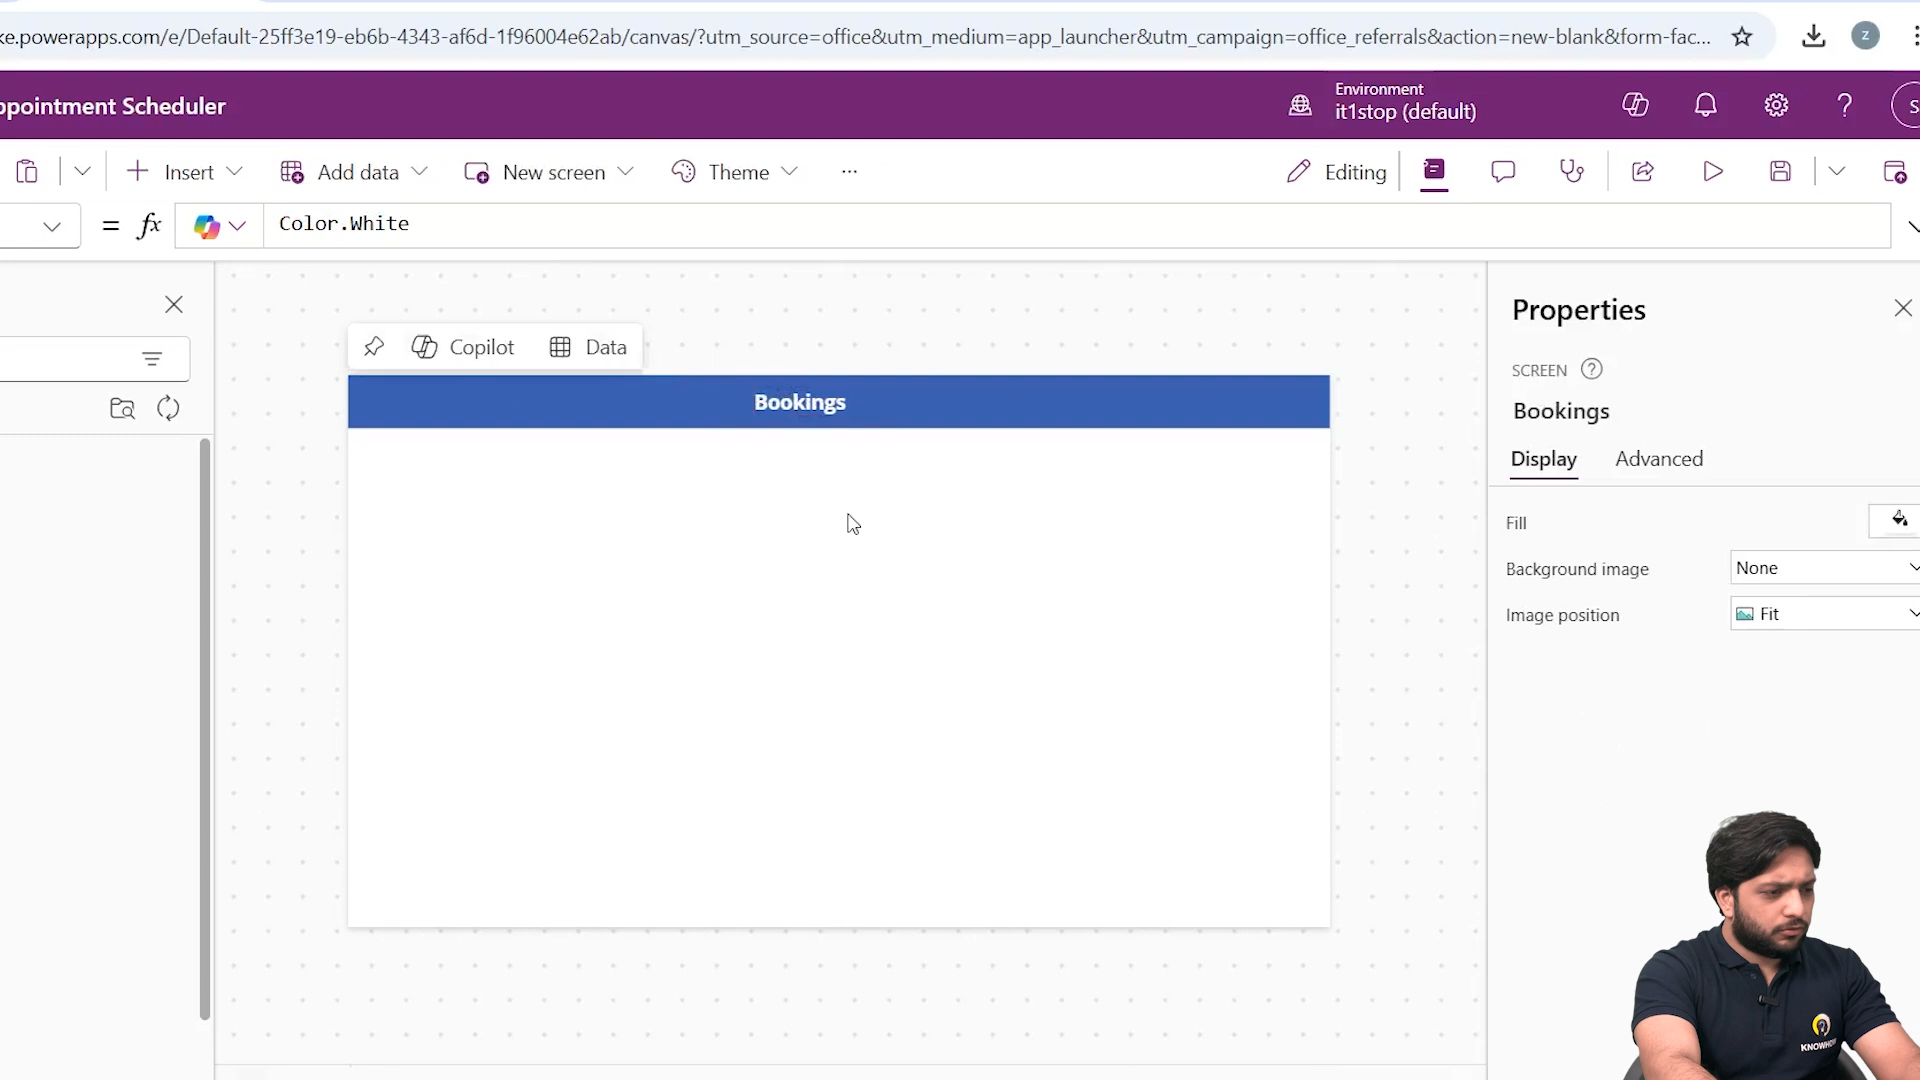 ke.powerapps.com/e/Default-25ff3e19-eb6b-4343-af6d-1f96004e62ab/canvas/?utm_source=office&utm_medium=app_launcher&utm_campaign=office_referrals&action=new-blank&form-fac...
z
ppointment Scheduler
Environment
it1stop (default)
?
S
Insert
Add data
New screen
Theme
...
Editing
= fx
Color.White
Properties
Copilot
Data
SCREEN ?
Bookings
Bookings
Display
Advanced
Fill
Background image
None
Image position
Fit
KNOWHOW